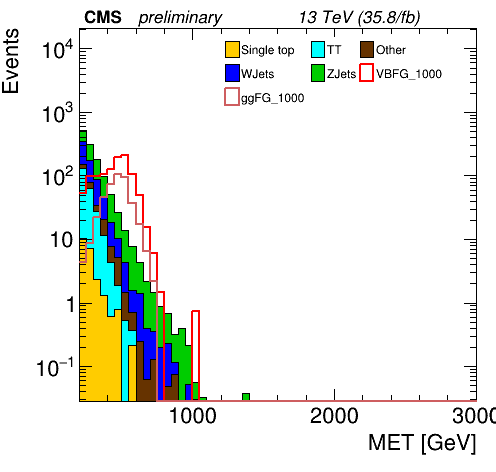 CMS preliminary 13 TeV (35.8/fb)
Events
10^4
10^3
10^2
10
1
10^−1
Single top TT Other
WJets ZJets VBFG_1000
ggFG_1000
1000 2000 3000
MET [GeV]